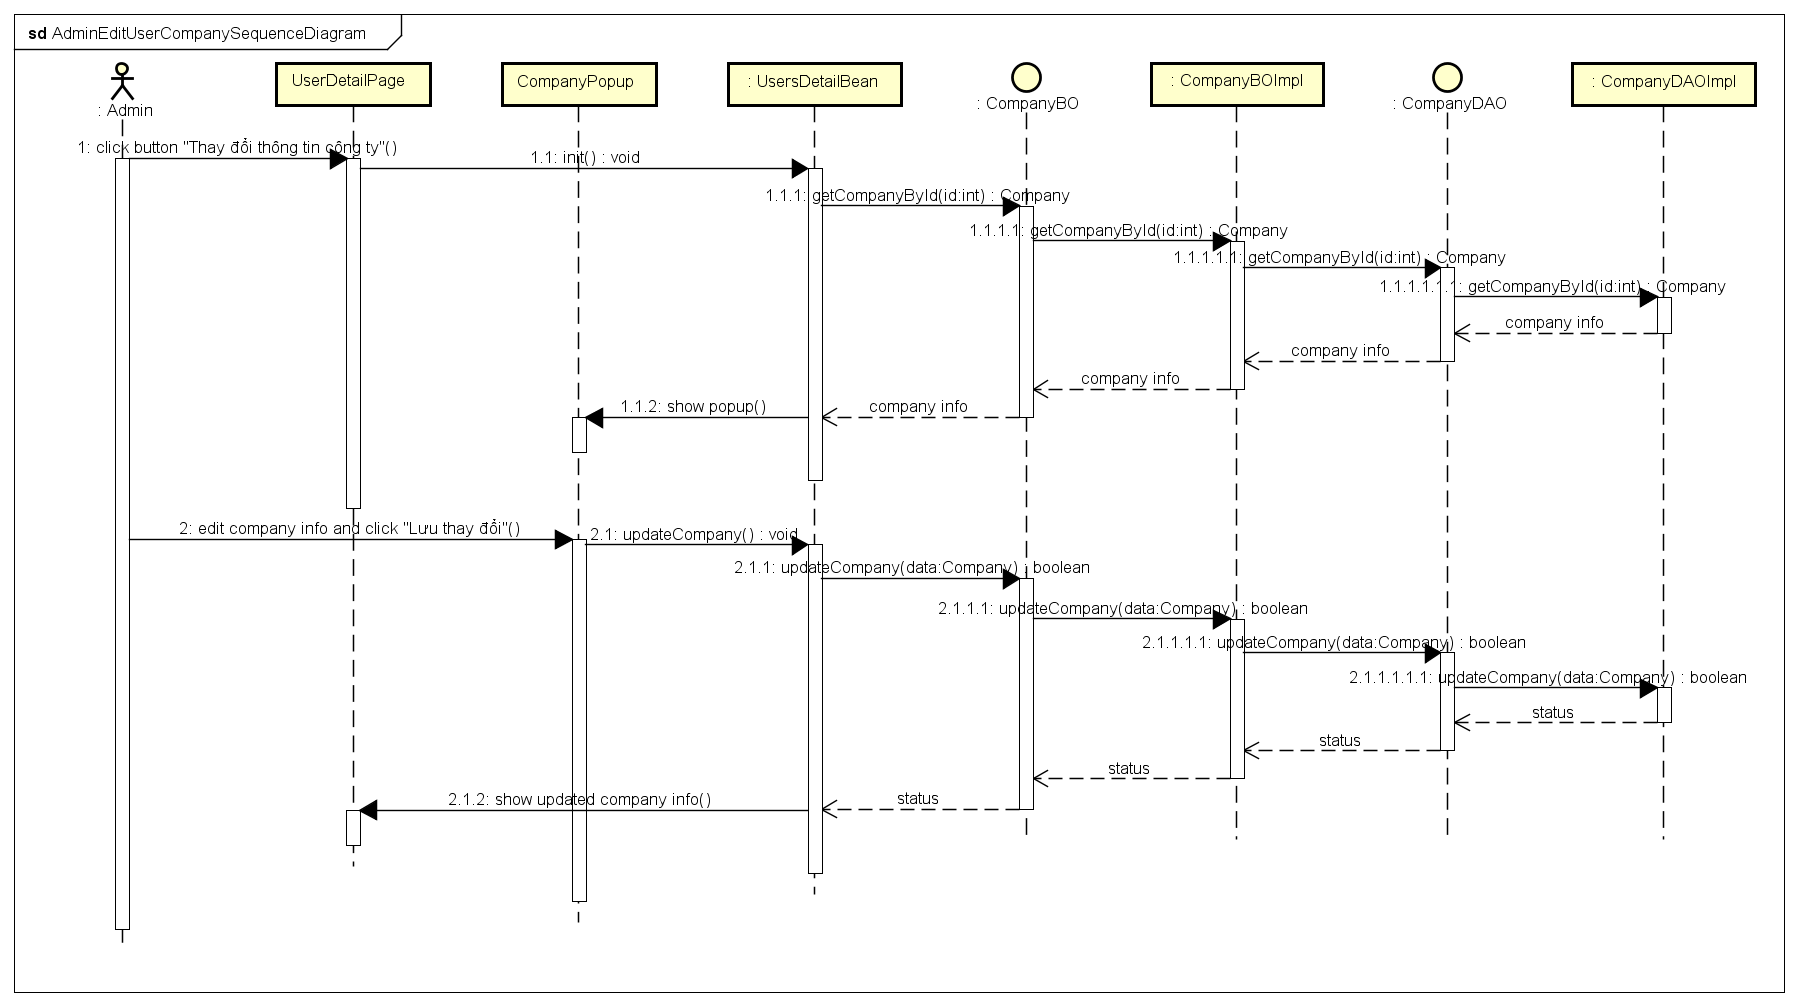 sd AdminEditUserCompanySequenceDiagram
: Admin
UserDetailPage
CompanyPopup
: UsersDetailBean
: CompanyBO
: CompanyBOImpl
: CompanyDAO
: CompanyDAOImpl
1: click button "Thay đổi thông tin công ty"()
1.1: init() : void
1.1.1: getCompanyById(id:int) : Company
1.1.1.1: getCompanyById(id:int) : Company
1.1.1.1.1: getCompanyById(id:int) : Company
1.1.1.1.1.1: getCompanyById(id:int) : Company
company info
company info
company info
1.1.2: show popup()
company info
2: edit company info and click "Lưu thay đổi"()
2.1: updateCompany() : void
2.1.1: updateCompany(data:Company) : boolean
2.1.1.1: updateCompany(data:Company) : boolean
2.1.1.1.1: updateCompany(data:Company) : boolean
2.1.1.1.1.1: updateCompany(data:Company) : boolean
status
status
status
2.1.2: show updated company info()
status